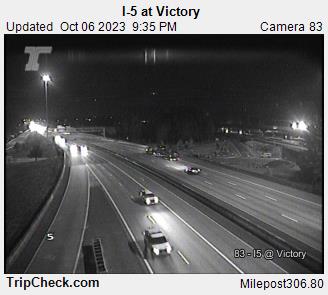 I-5 at Victory
Updated Oct 06 2023 9:35 PM Camera 83
83 - I5 @ Victory
TripCheck.com Milepost306.80